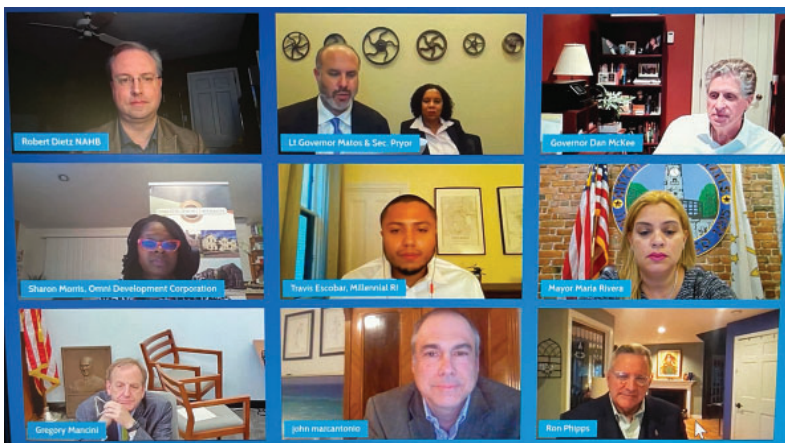 Robert Dietz NAHB
Lt Governor Matos & Sec. Pryor
Governor Dan McKee
Sharon Morris, Omni Development Corporation
Travis Escobar, Millennial RI
Mayor Maria Rivera
Gregory Mancini
john marcantonio
Ron Phipps